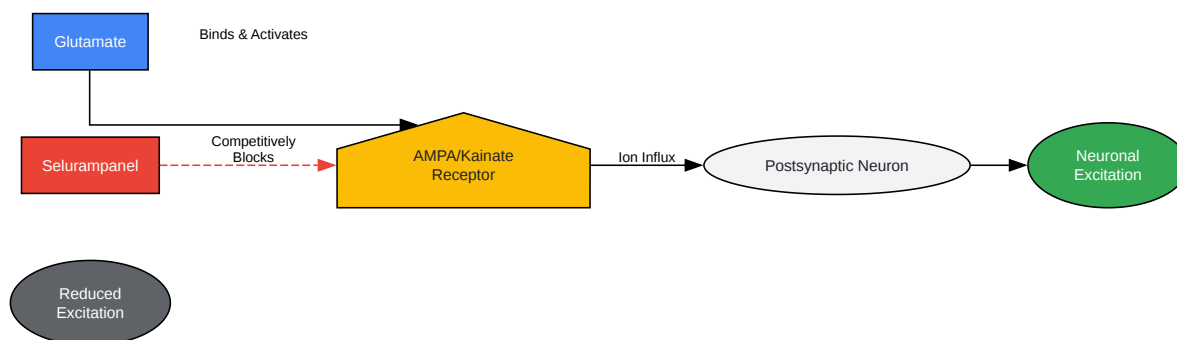 Glutamate
Binds & Activates
Selurampanel
Competitively
Blocks
AMPA/Kainate
Receptor
Ion Influx
Postsynaptic Neuron
Neuronal
Excitation
Reduced
Excitation